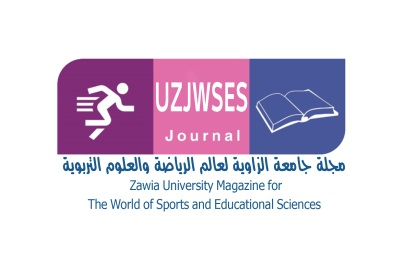 UZJWSES
Journal
مجلة جامعة الزاوية لعالم الرياضة والعلوم التربوية
Zawia University Magazine for
The World of Sports and Educational Sciences